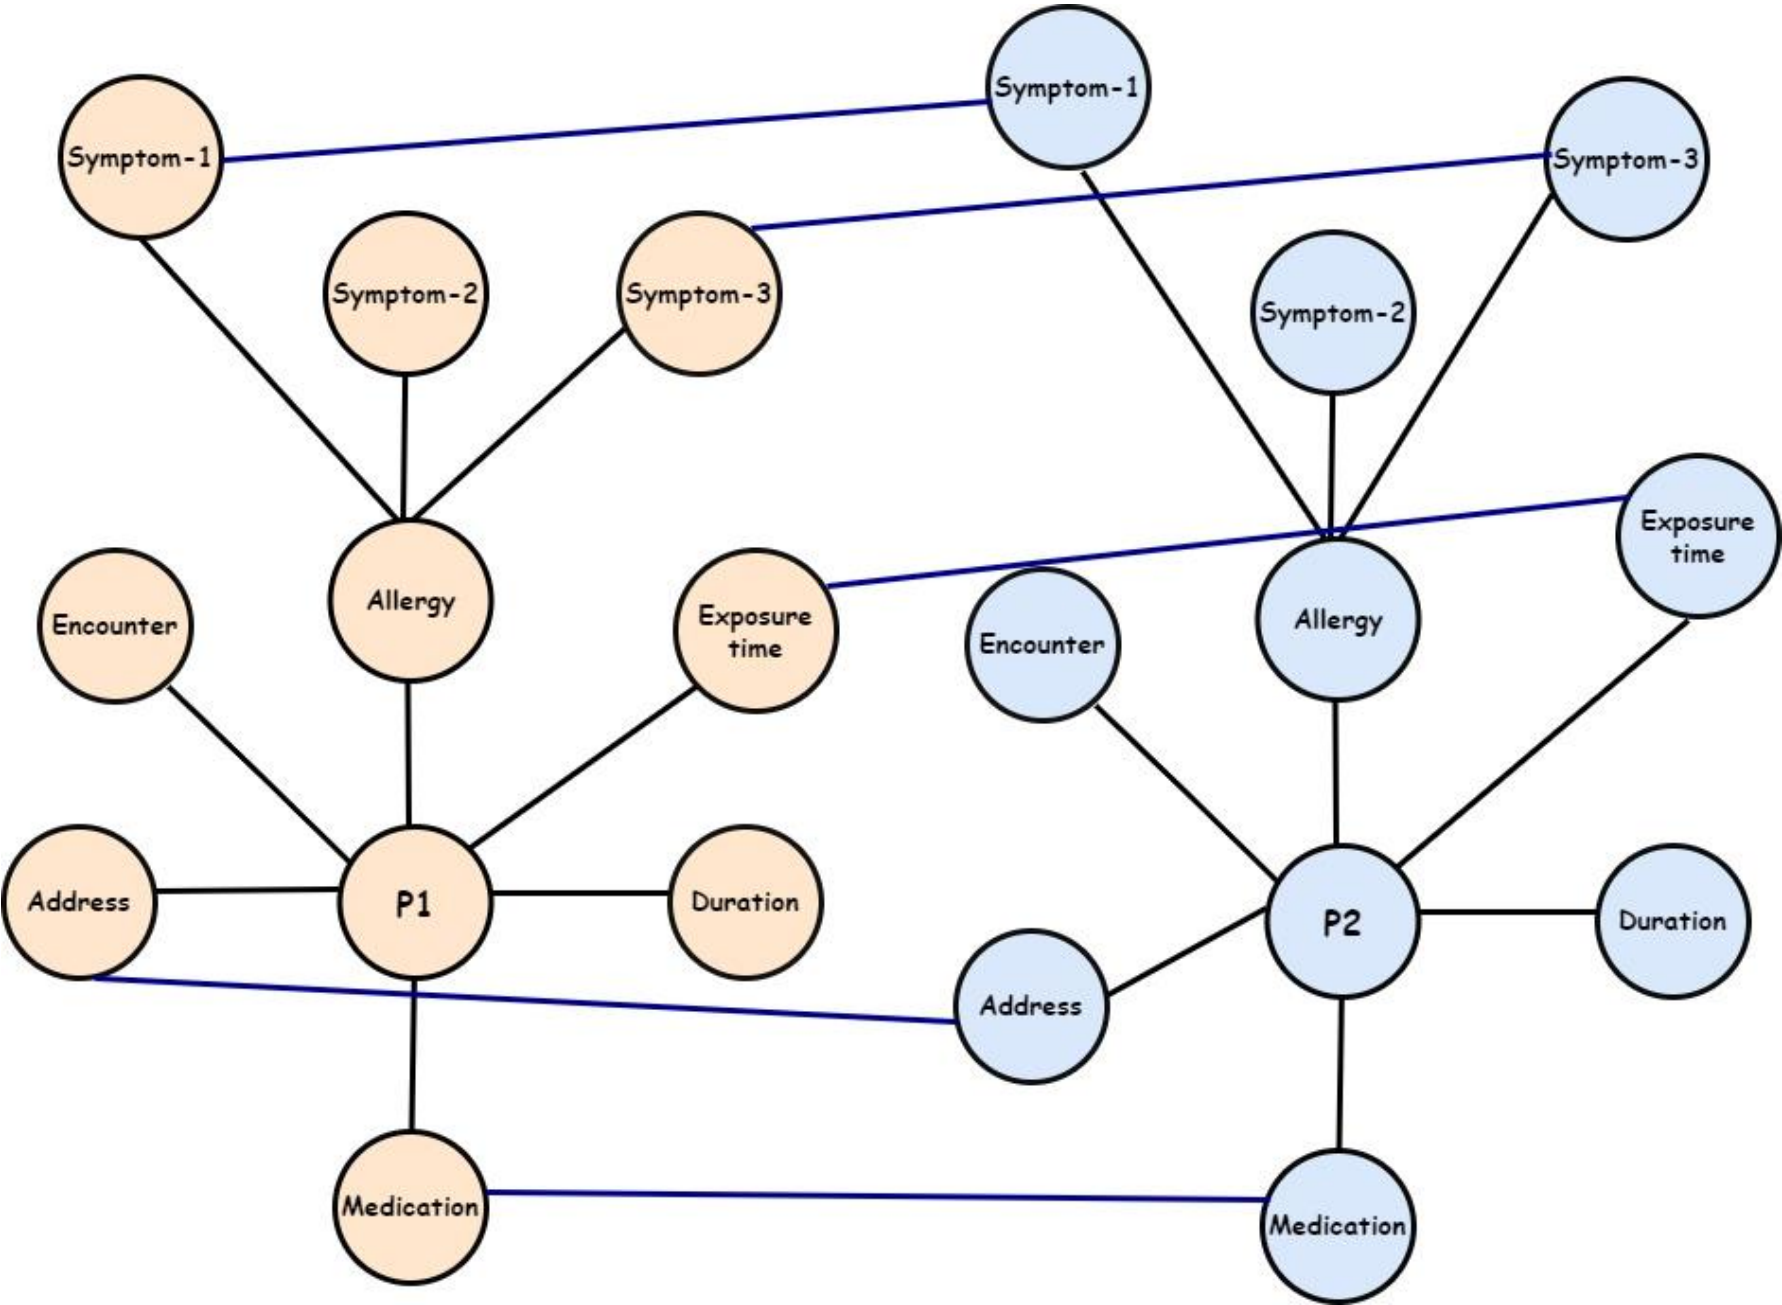 Symptom-1
Symptom-1
Symptom-3
Symptom-2
Symptom-3
Symptom-2
Exposure
time
Allergy
Encounter
Exposure
time
Allergy
Encounter
Address
P1
Duration
P2
Duration
Address
Medication
Medication